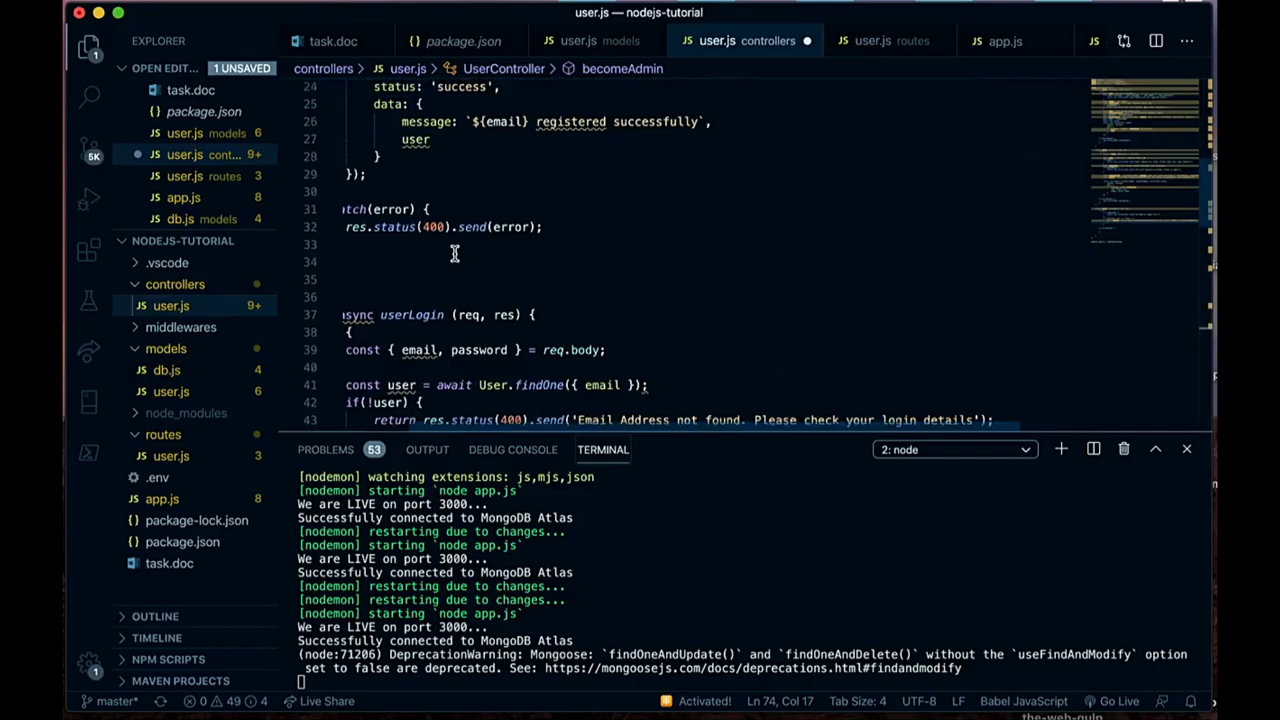 user.js — nodejs-tutorial
EXPLORER
task.doc
package.json
JS user.js models
JS user.js controllers
JS user.js routes
JS app.js
JS
OPEN EDIT... 1 UNSAVED
controllers > JS user.js > UserController > becomeAdmin
task.doc
package.json
JS user.js models 6
JS user.js cont... 9+
JS user.js routes 3
JS app.js 8
JS db.js models 4
NODEJS-TUTORIAL
.vscode
controllers
JS user.js 9+
middlewares
models
JS db.js 4
JS user.js 6
node_modules
routes
JS user.js 3
.env
JS app.js 8
package-lock.json
package.json
task.doc
OUTLINE
TIMELINE
NPM SCRIPTS
MAVEN PROJECTS
1
5K
1
24 status: 'success',
25 data: {
26 message: `${email} registered successfully`,
27 user
28 }
29 });
30
31 tch(error) {
32 res.status(400).send(error);
33
34
35
36
37 sync userLogin (req, res) {
38 {
39 const { email, password } = req.body;
40
41 const user = await User.findOne({ email });
42 if(!user) {
43 return res.status(400).send('Email Address not found. Please check your login details');
PROBLEMS 53 OUTPUT DEBUG CONSOLE TERMINAL 2: node
[nodemon] watching extensions: js,mjs,json
[nodemon] starting `node app.js`
We are LIVE on port 3000...
Successfully connected to MongoDB Atlas
[nodemon] restarting due to changes...
[nodemon] starting `node app.js`
We are LIVE on port 3000...
Successfully connected to MongoDB Atlas
[nodemon] restarting due to changes...
[nodemon] restarting due to changes...
[nodemon] starting `node app.js`
We are LIVE on port 3000...
Successfully connected to MongoDB Atlas
(node:71206) DeprecationWarning: Mongoose: `findOneAndUpdate()` and `findOneAndDelete()` without the `useFindAndModify` option
set to false are deprecated. See: https://mongoosejs.com/docs/deprecations.html#findandmodify
master* 0 49 4 Live Share Activated! Ln 74, Col 17 Tab Size: 4 UTF-8 LF Babel JavaScript Go Live